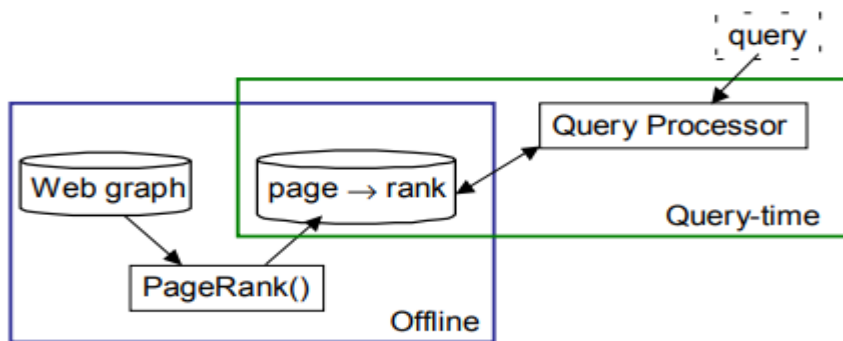 query
Query Processor
Web graph
page → rank
Query-time
PageRank()
Offline